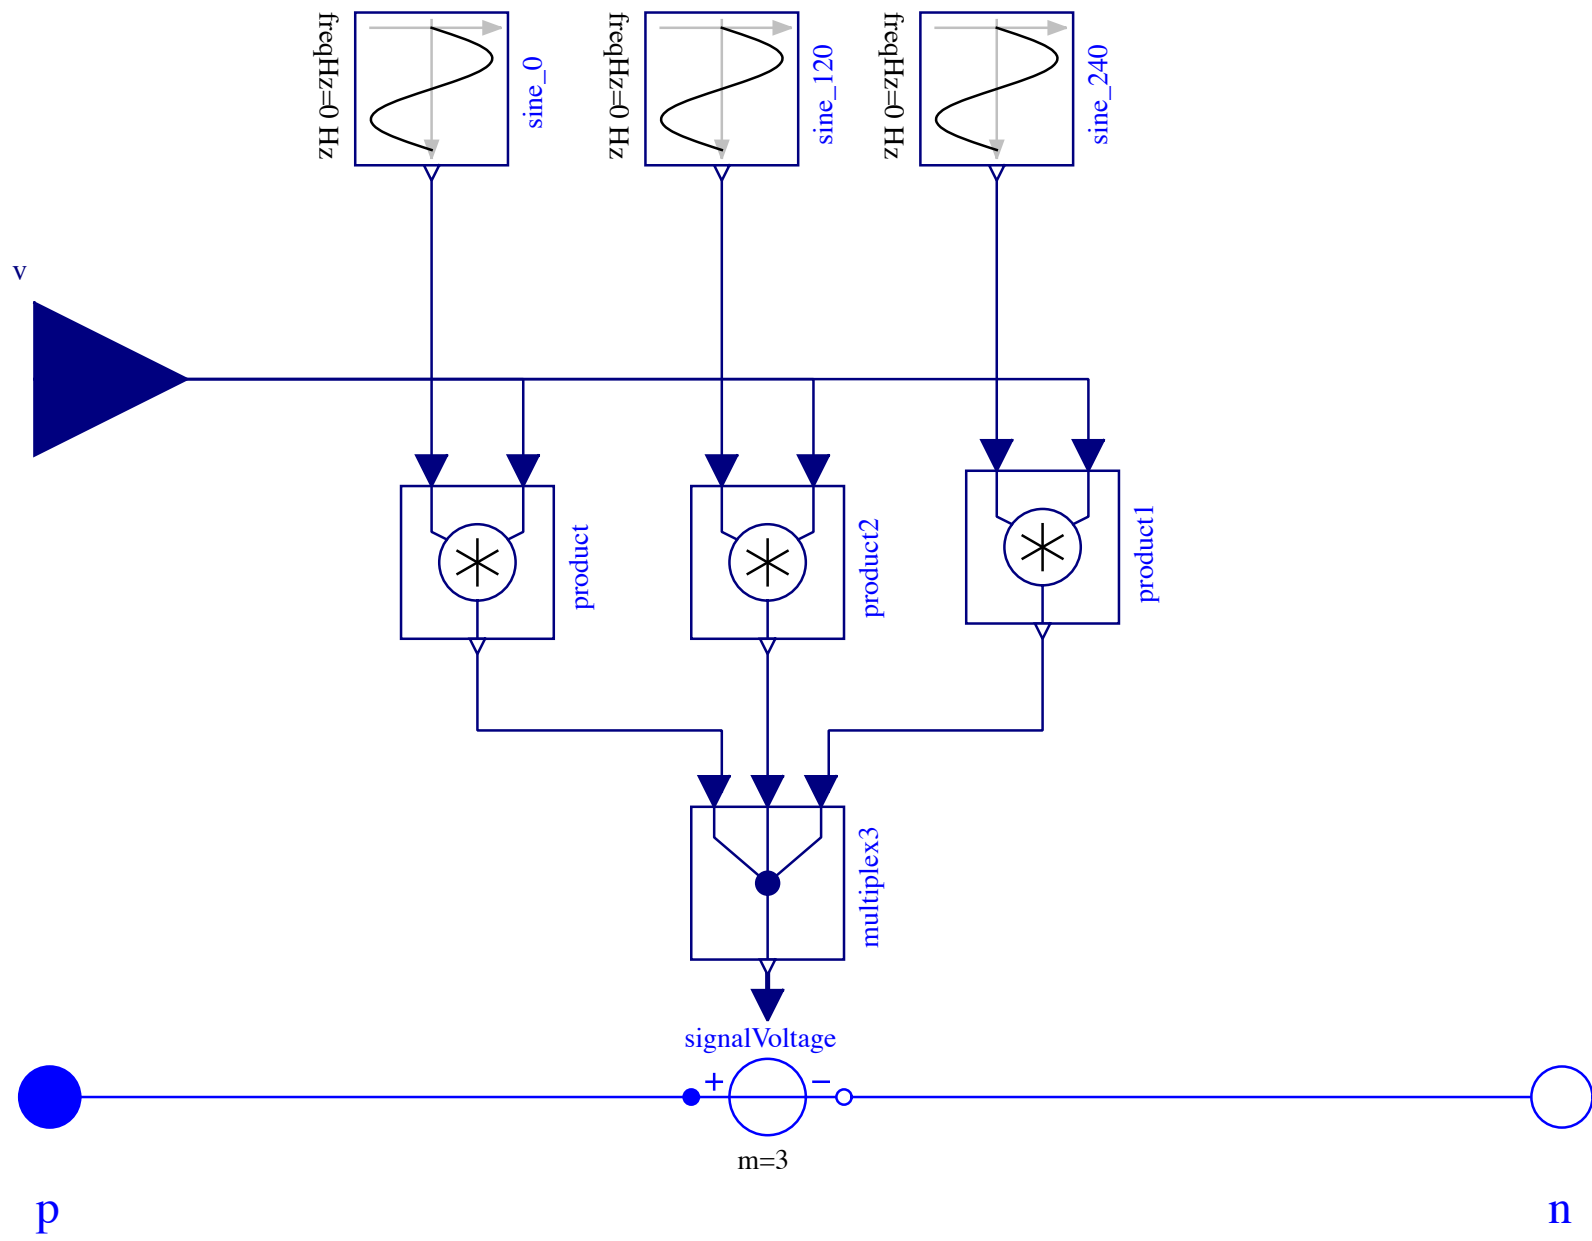 freqHz=0 Hz
sine_0
freqHz=0 Hz
sine_120
freqHz=0 Hz
sine_240
v
product
product2
product1
multiplex3
signalVoltage
+
−
m=3
p
n